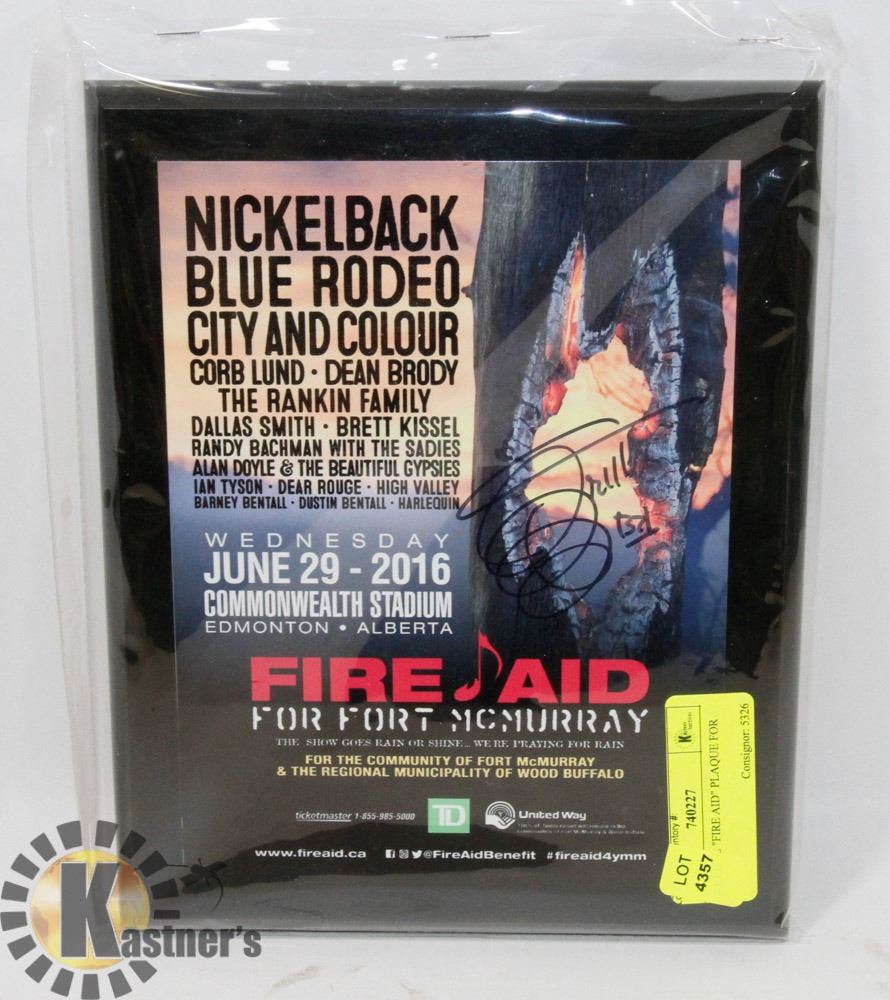 NICKELBACK
BLUE RODEO
CITY AND COLOUR
CORB LUND · DEAN BRODY
THE RANKIN FAMILY
DALLAS SMITH · BRETT KISSEL
RANDY BACHMAN WITH THE SADIES
ALAN DOYLE & THE BEAUTIFUL GYPSIES
IAN TYSON · DEAR ROUGE · HIGH VALLEY
BARNEY BENTALL · DUSTIN BENTALL · HARLEQUIN
WEDNESDAY
JUNE 29 - 2016
COMMONWEALTH STADIUM
EDMONTON • ALBERTA
FIRE AID
FOR FORT MCMURRAY
THE SHOW GOES RAIN OR SHINE... WE'RE PRAYING FOR RAIN
FOR THE COMMUNITY OF FORT McMURRAY
& THE REGIONAL MUNICIPALITY OF WOOD BUFFALO
ticketmaster 1-855-985-5000
TD
United Way
www.fireaid.ca
@FireAidBenefit #fireaid4ymm
740227
"FIRE AID" PLAQUE FOR
Consignor: 5326
LOT
4357
Kastner's